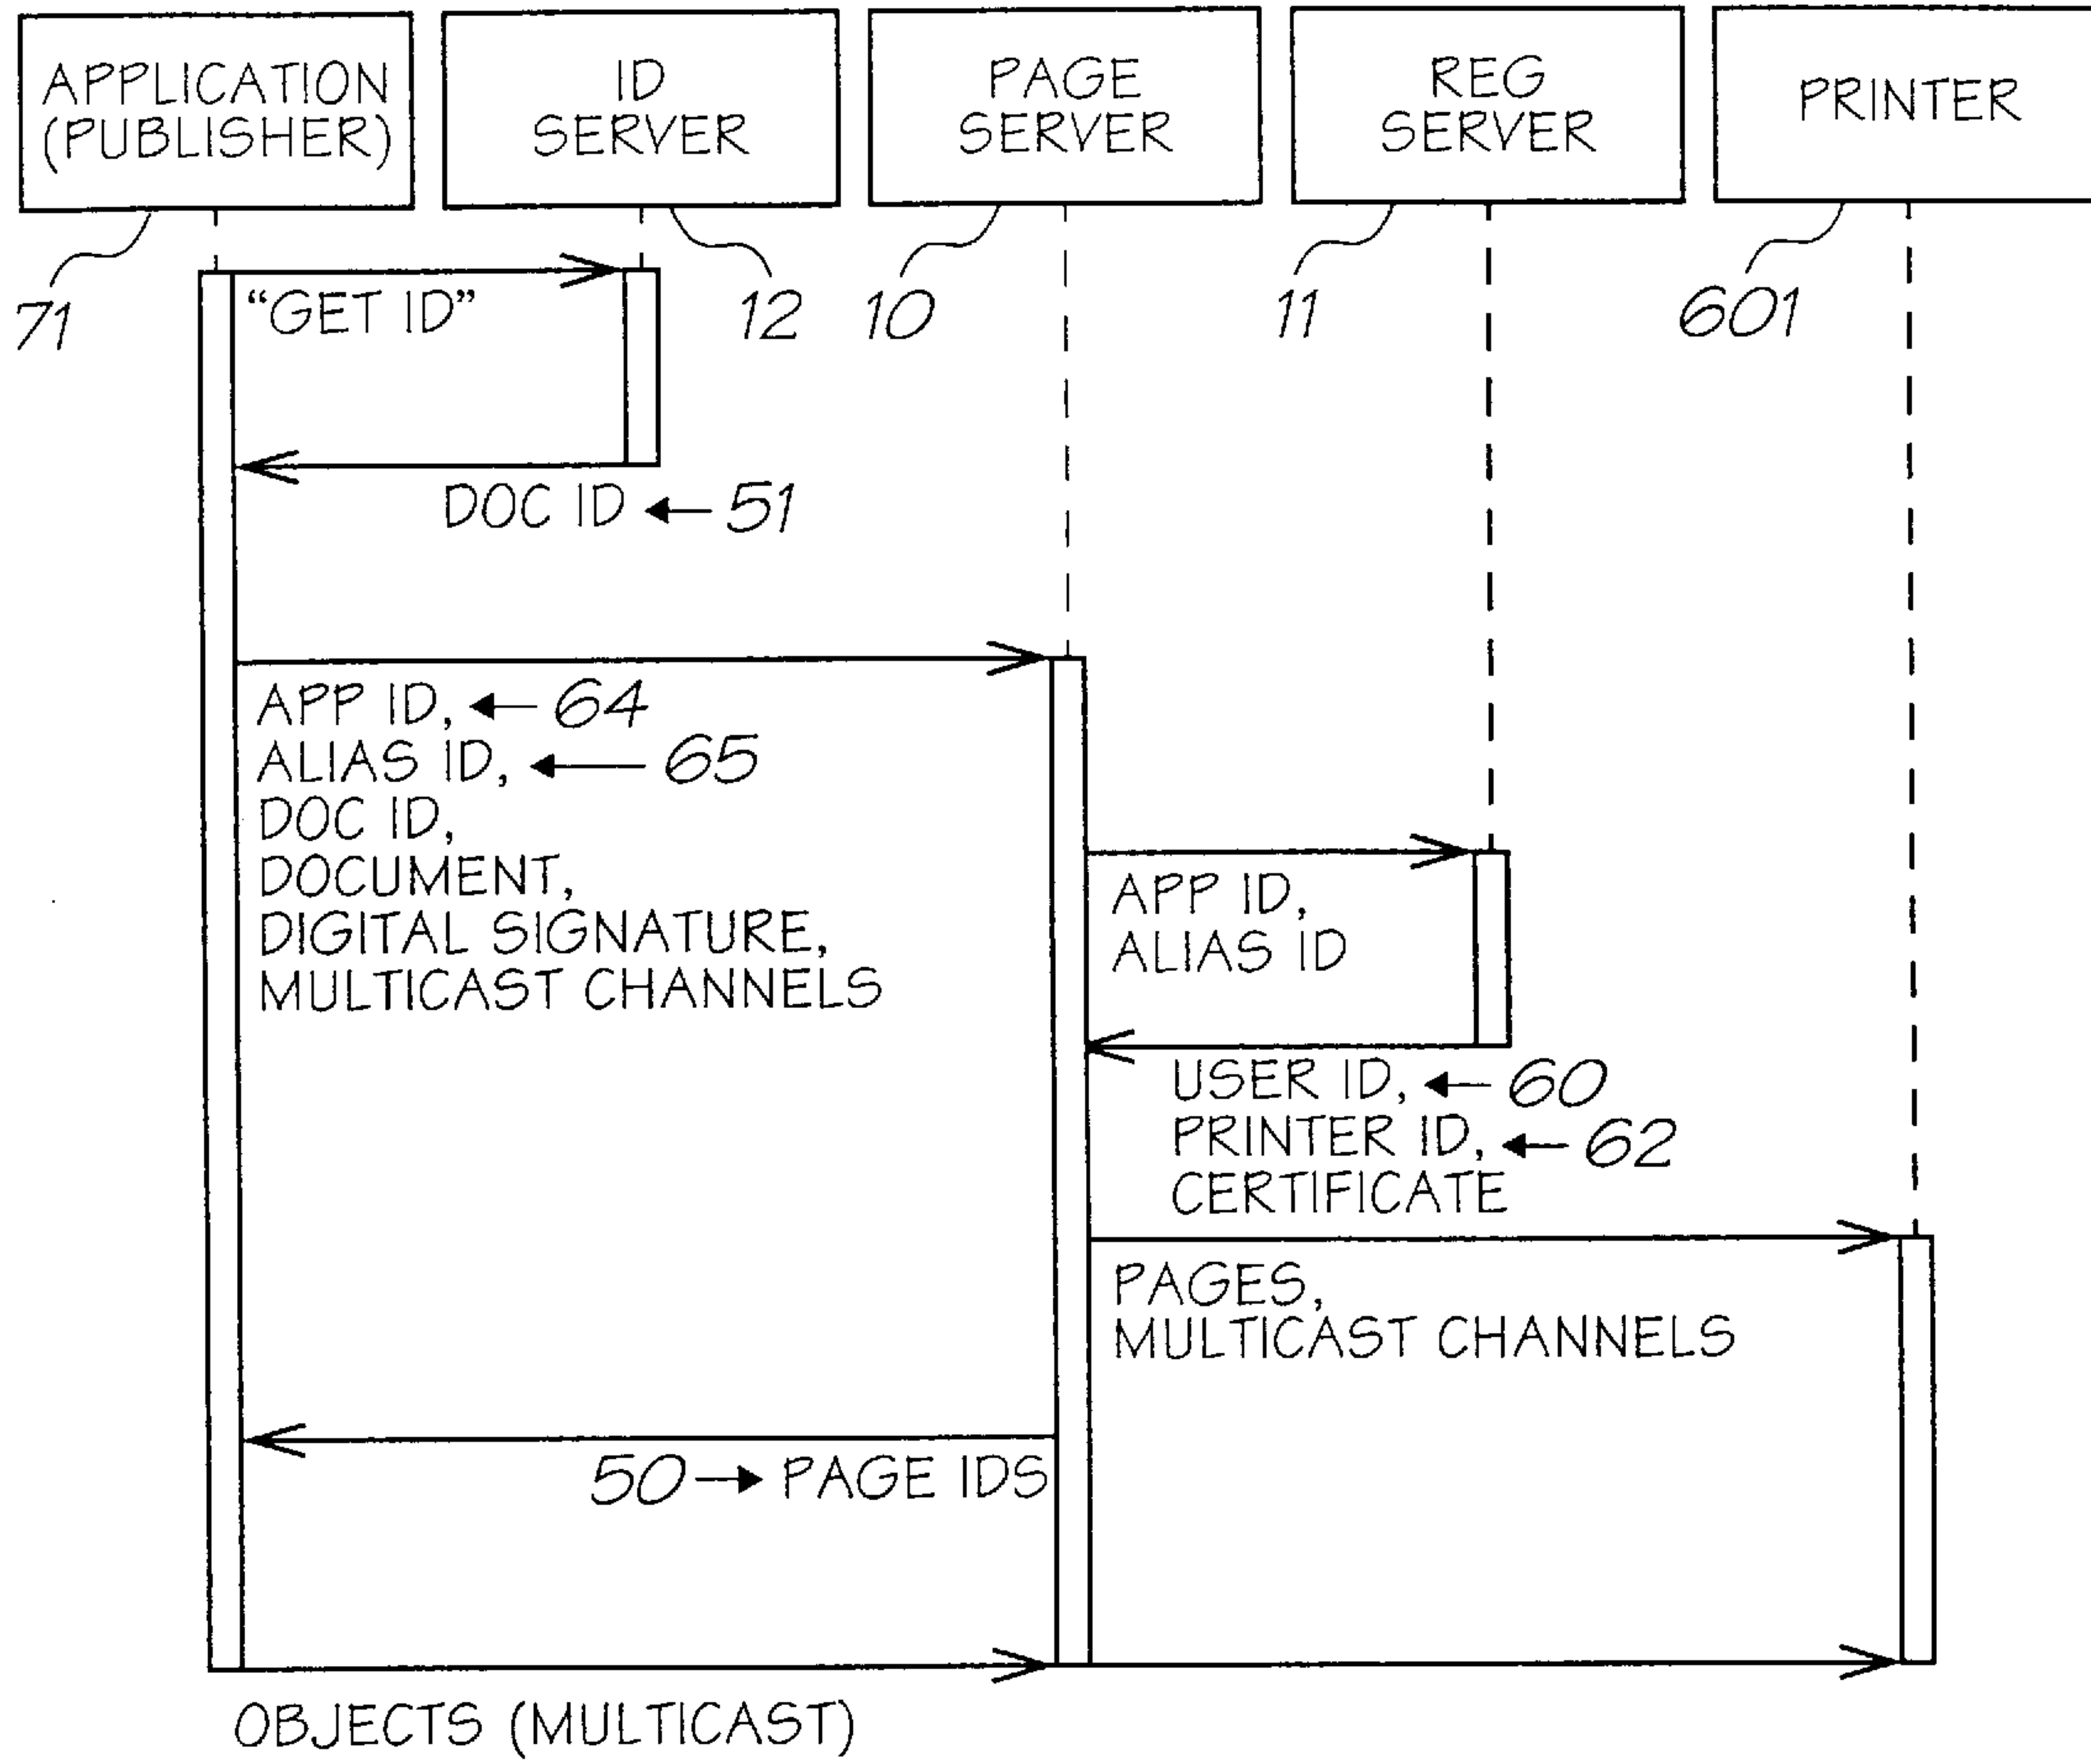 APPLICATION
(PUBLISHER)
ID
SERVER
PAGE
SERVER
REG
SERVER
PRINTER
71
12
10
11
601
“GET ID”
DOC ID 51
APP ID, 64
ALIAS ID, 65
DOC ID,
DOCUMENT,
DIGITAL SIGNATURE,
MULTICAST CHANNELS
APP ID,
ALIAS ID
USER ID, 60
PRINTER ID, 62
CERTIFICATE
PAGES,
MULTICAST CHANNELS
50 PAGE IDS
OBJECTS (MULTICAST)